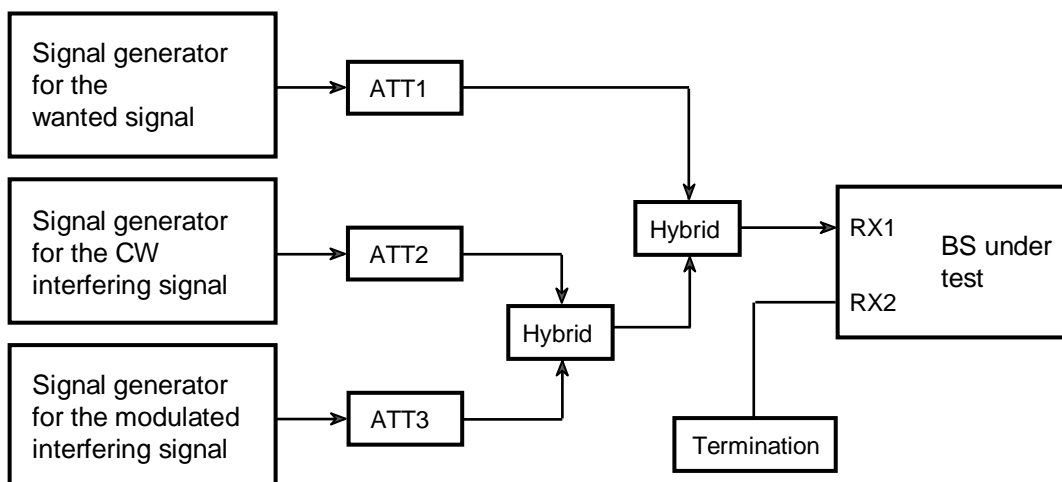 Signal generator
for the
wanted signal
ATT1
Signal generator
for the CW
interfering signal
ATT2
Hybrid
Hybrid
Signal generator
for the modulated
interfering signal
ATT3
RX1
RX2
BS under
test
Termination